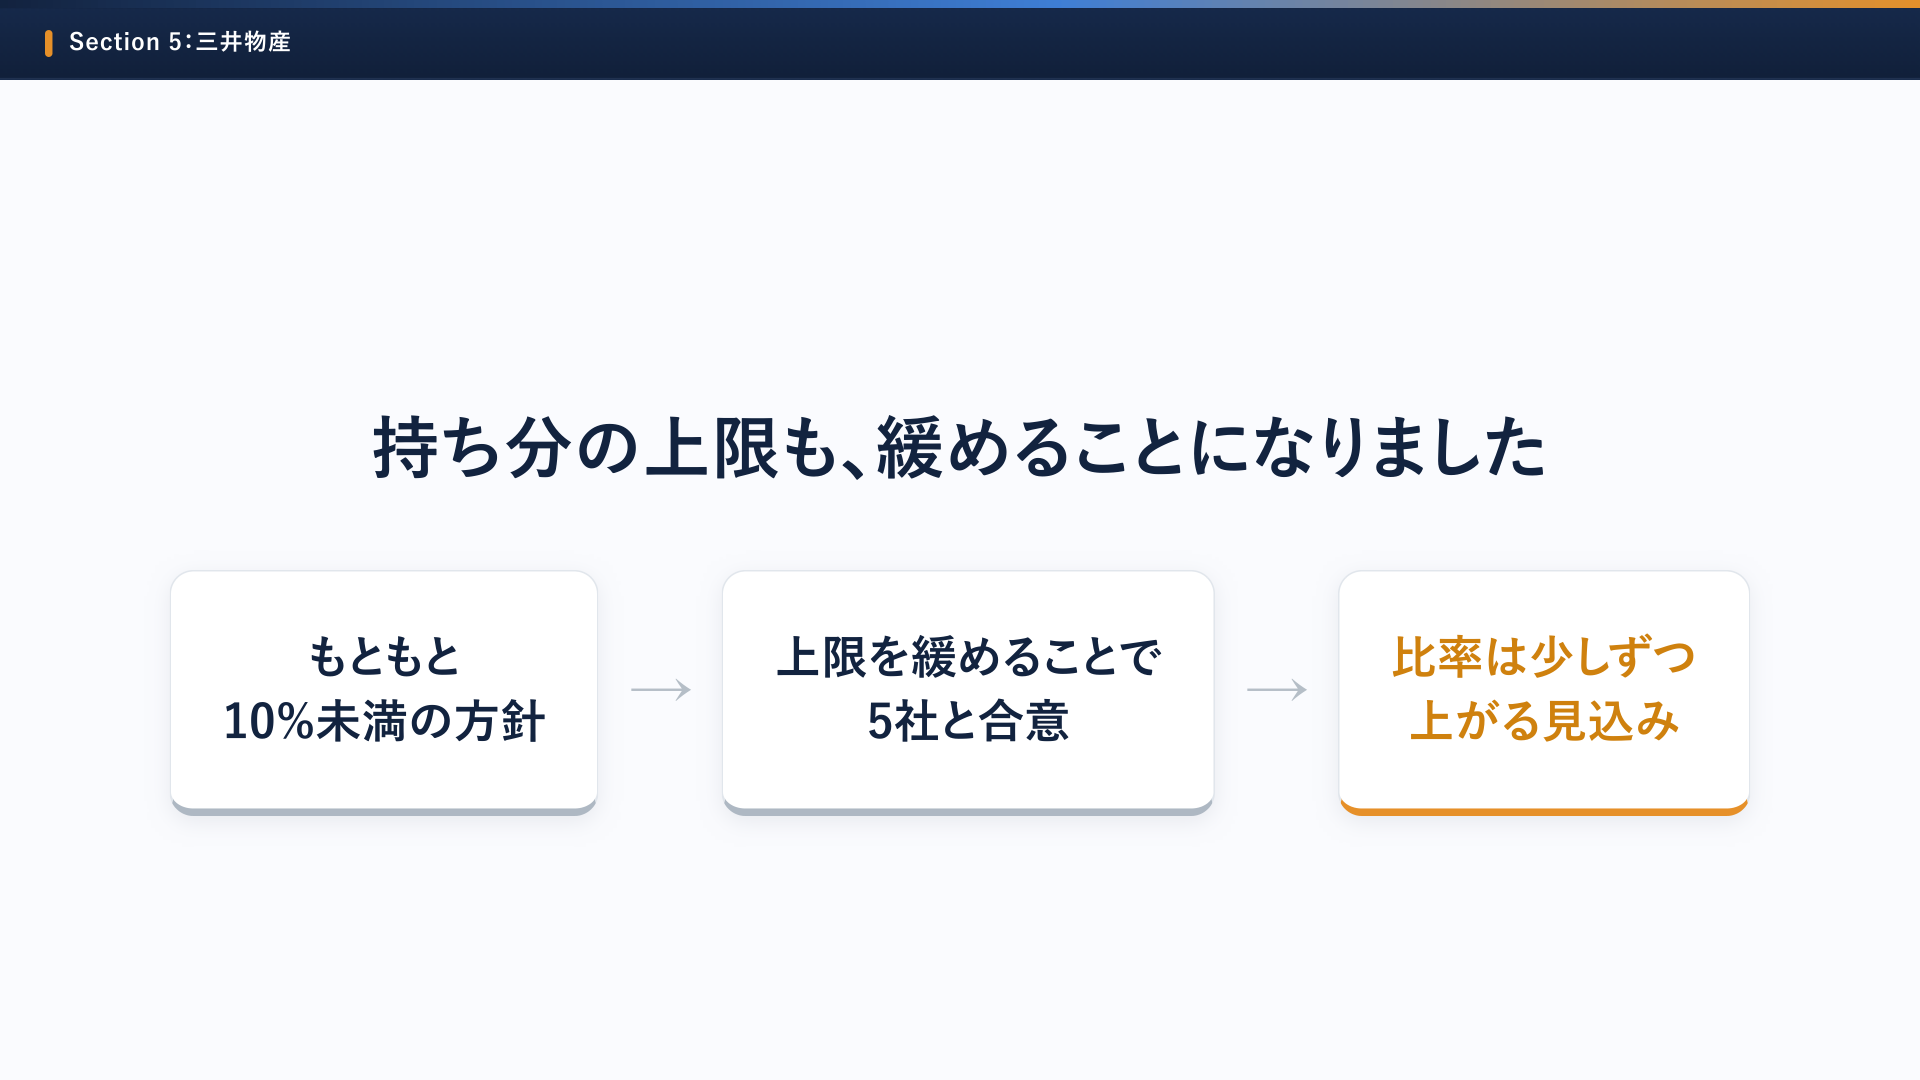 Section 5：三井物産
持ち分の上限も、緩めることになりました
もともと
10%未満の方針
→
上限を緩めることで
5社と合意
→
比率は少しずつ
上がる見込み